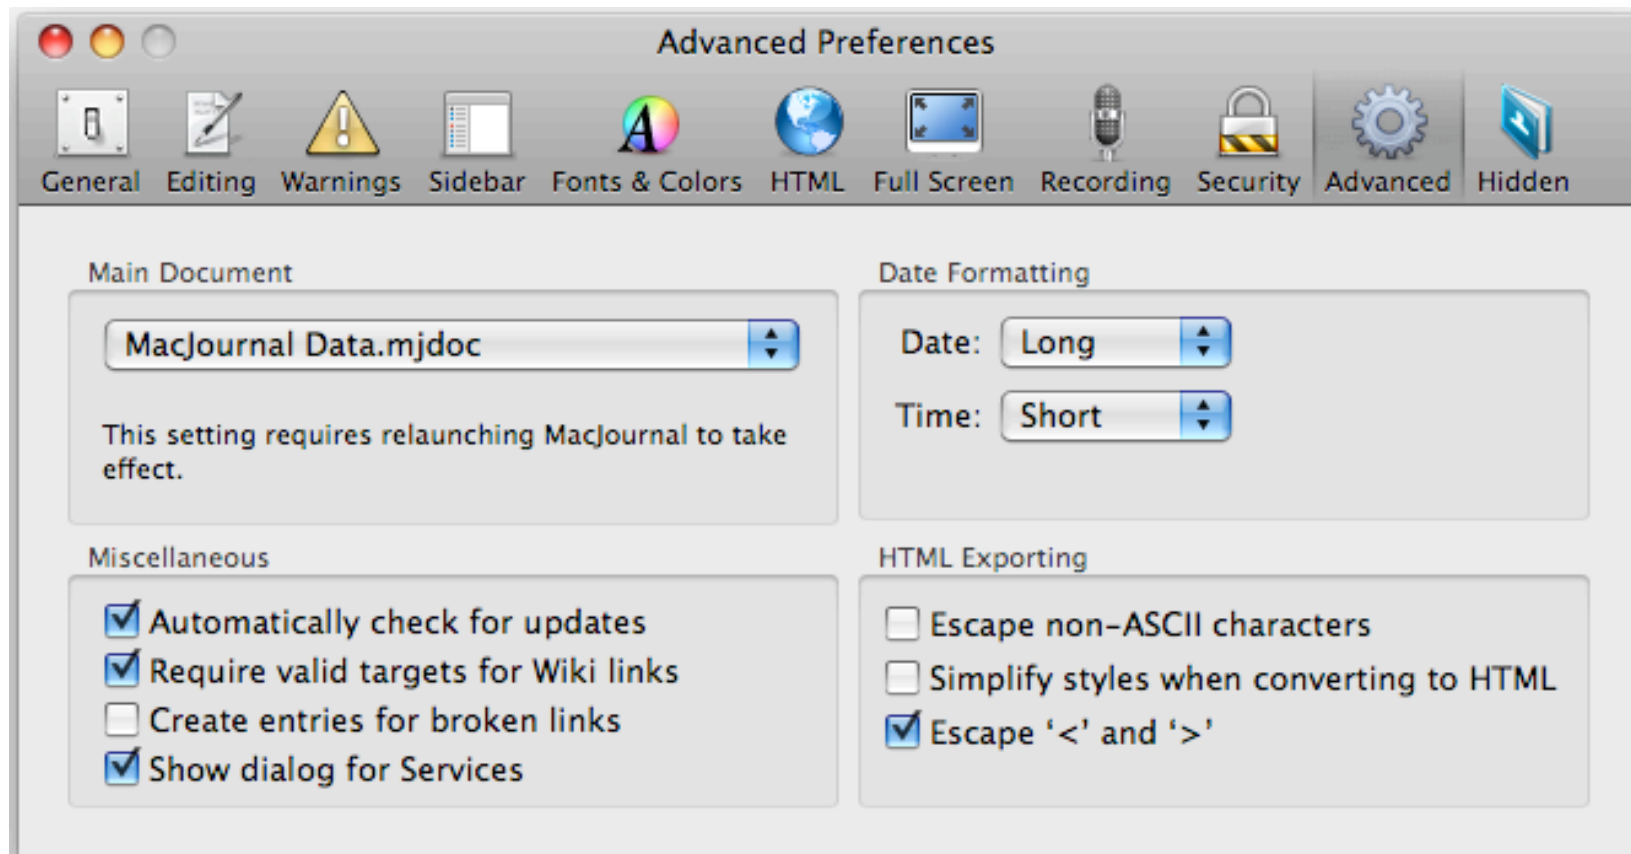 Advanced Preferences
General Editing Warnings Sidebar Fonts & Colors HTML Full Screen Recording Security Advanced Hidden
Main Document
MacJournal Data.mjdoc
This setting requires relaunching MacJournal to take
effect.
Date Formatting
Date: Long
Time: Short
Miscellaneous
Automatically check for updates
Require valid targets for Wiki links
Create entries for broken links
Show dialog for Services
HTML Exporting
Escape non-ASCII characters
Simplify styles when converting to HTML
Escape ‘<’ and ‘>’